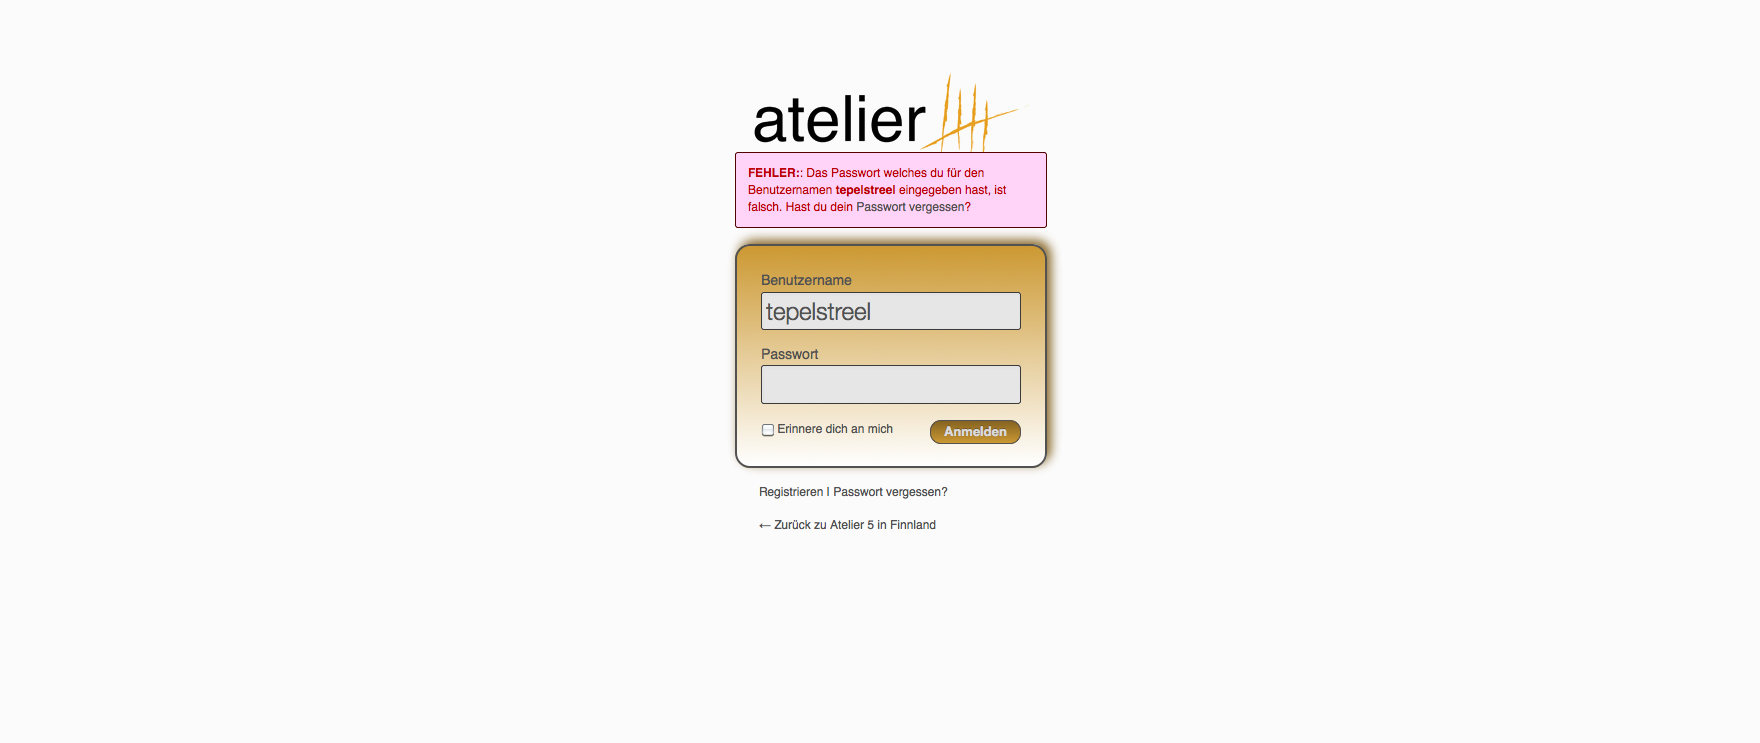 atelier
FEHLER:: Das Passwort welches du für den
Benutzernamen tepelstreel eingegeben hast, ist
falsch. Hast du dein Passwort vergessen?
Benutzername
tepelstreel
Passwort
Erinnere dich an mich
Anmelden
Registrieren | Passwort vergessen?
← Zurück zu Atelier 5 in Finnland